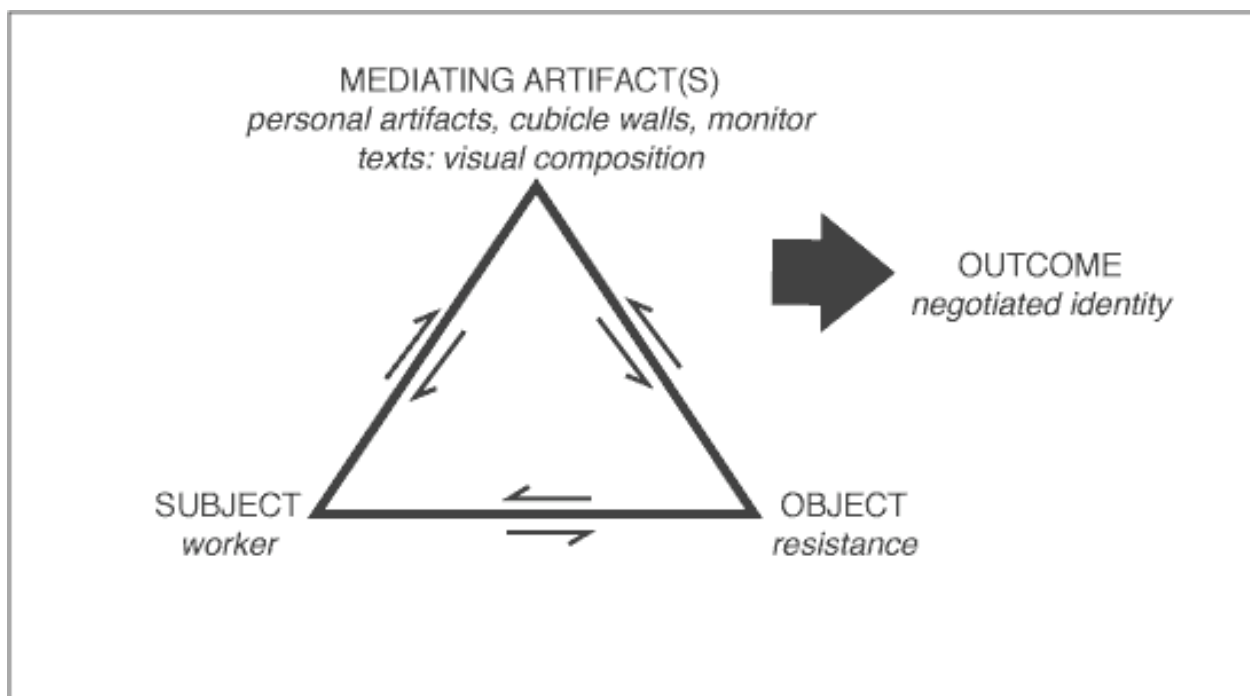 MEDIATING ARTIFACT(S)
personal artifacts, cubicle walls, monitor
texts: visual composition
OUTCOME
negotiated identity
SUBJECT
worker
OBJECT
resistance